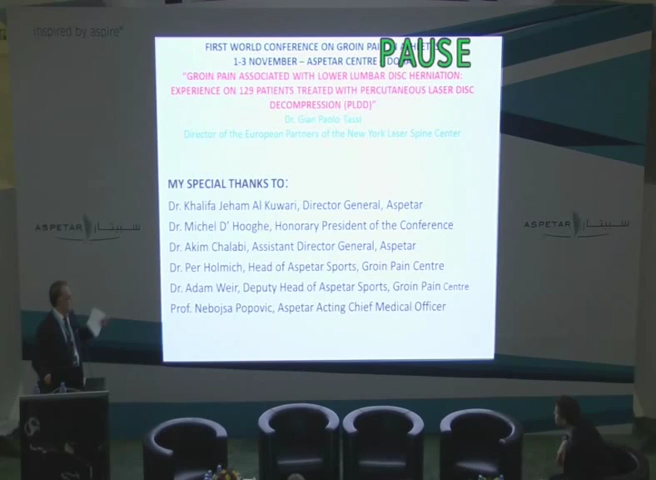 inspired by aspire
FIRST WORLD CONFERENCE ON GROIN
PAUSE
1-3 NOVEMBER – ASPETAR CENTRE
"GROIN PAIN ASSOCIATED WITH LOWER LUMBAR DISC HERNIATION:
EXPERIENCE ON 129 PATIENTS TREATED WITH PERCUTANEOUS LASER DISC
DECOMPRESSION (PLDD)"
Dr. Gian Paolo Tassi
Director of the European Partners of the New York Laser Spine Center
MY SPECIAL THANKS TO:
Dr. Khalifa Jeham Al Kuwari, Director General, Aspetar
Dr. Michel D' Hooghe, Honorary President of the Conference
Dr. Akim Chalabi, Assistant Director General, Aspetar
Dr. Per Holmich, Head of Aspetar Sports, Groin Pain Centre
Dr. Adam Weir, Deputy Head of Aspetar Sports, Groin Pain Centre
Prof. Nebojsa Popovic, Aspetar Acting Chief Medical Officer
ASPETAR سبيتار
ASPETAR سبيتار